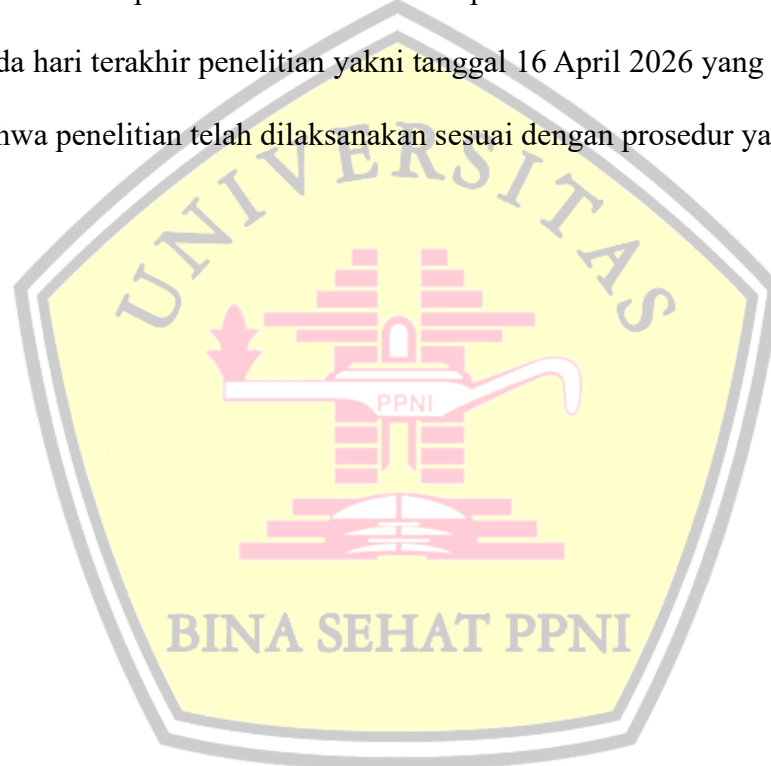 da hari terakhir penelitian yakni tanggal 16 April 2026 yang
hwa penelitian telah dilaksanakan sesuai dengan prosedur ya
UNIVERSITAS
PPNI
BINA SEHAT PPNI